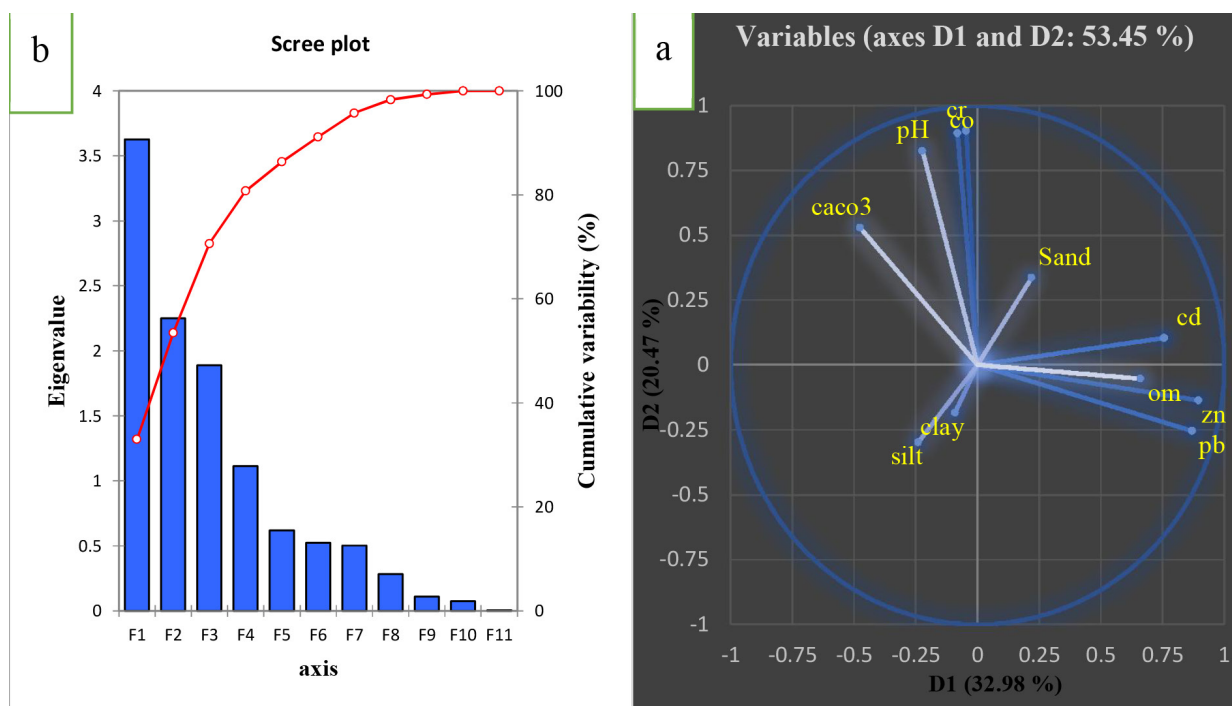 b
Scree plot
4
3.5
3
2.5
2
1.5
1
0.5
0
Eigenvalue
100
80
60
40
20
0
Cumulative variability (%)
F1 F2 F3 F4 F5 F6 F7 F8 F9 F10 F11
axis
a
Variables (axes D1 and D2: 53.45 %)
1
0.75
0.5
0.25
0
-0.25
-0.5
-0.75
-1
D2 (20.47 %)
cr
co
pH
caco3
Sand
cd
om
zn
pb
clay
silt
-1 -0.75 -0.5 -0.25 0 0.25 0.5 0.75 1
D1 (32.98 %)